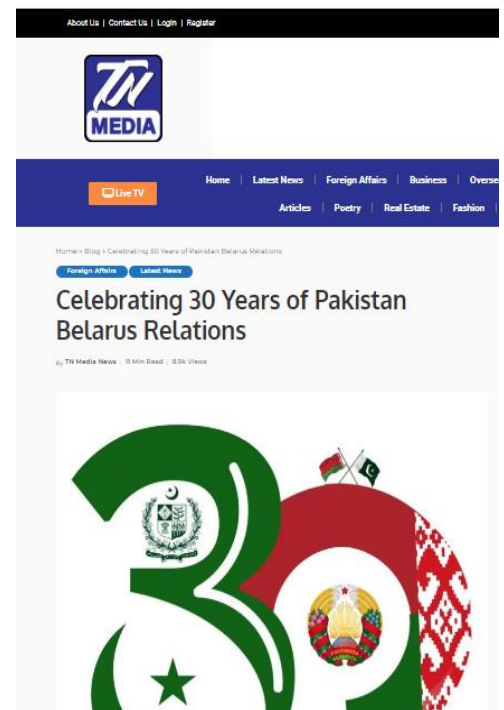 About Us | Contact Us | Login | Register
TN
MEDIA
Live TV
Home | Latest News | Foreign Affairs | Business | Overse
Articles | Poetry | Real Estate | Fashion |
Home » Blog » Celebrating 30 Years of Pakistan Belarus Relations
Foreign Affairs Latest News
Celebrating 30 Years of Pakistan
Belarus Relations
By TN Media News | 11 Min Read | 8.9k Views
30